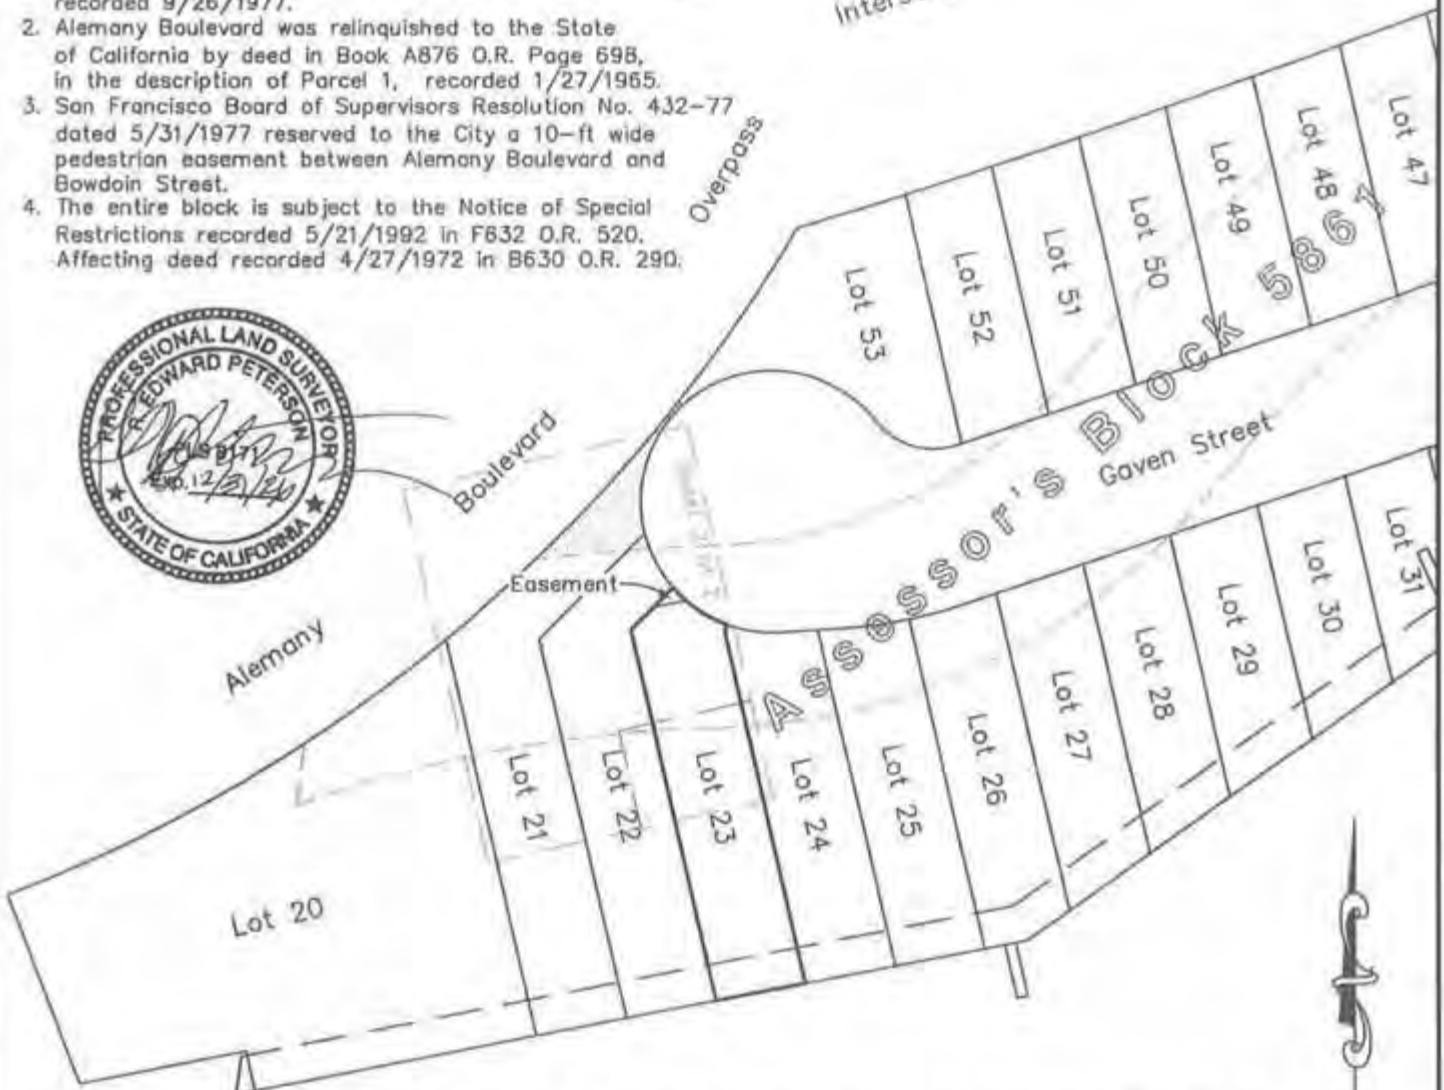 recorded 9/26/1977.
2. Alemany Boulevard was relinquished to the State
of California by deed in Book A876 O.R. Page 698,
in the description of Parcel 1, recorded 1/27/1965.
3. San Francisco Board of Supervisors Resolution No. 432-77
dated 5/31/1977 reserved to the City a 10-ft wide
pedestrian easement between Alemany Boulevard and
Bowdoin Street.
4. The entire block is subject to the Notice of Special
Restrictions recorded 5/21/1992 in F632 O.R. 520.
Affecting deed recorded 4/27/1972 in B630 O.R. 290.
Overpass
PROFESSIONAL LAND SURVEYOR
R. EDWARD PETERSON
Exp. 12/31/20
STATE OF CALIFORNIA
Alemany
Boulevard
Easement
Lot 53
Lot 52
Lot 51
Lot 50
Lot 49
Lot 48
Lot 47
Assessor's Block 5861
Gaven Street
Lot 20
Lot 21
Lot 22
Lot 23
Lot 24
Lot 25
Lot 26
Lot 27
Lot 28
Lot 29
Lot 30
Lot 31